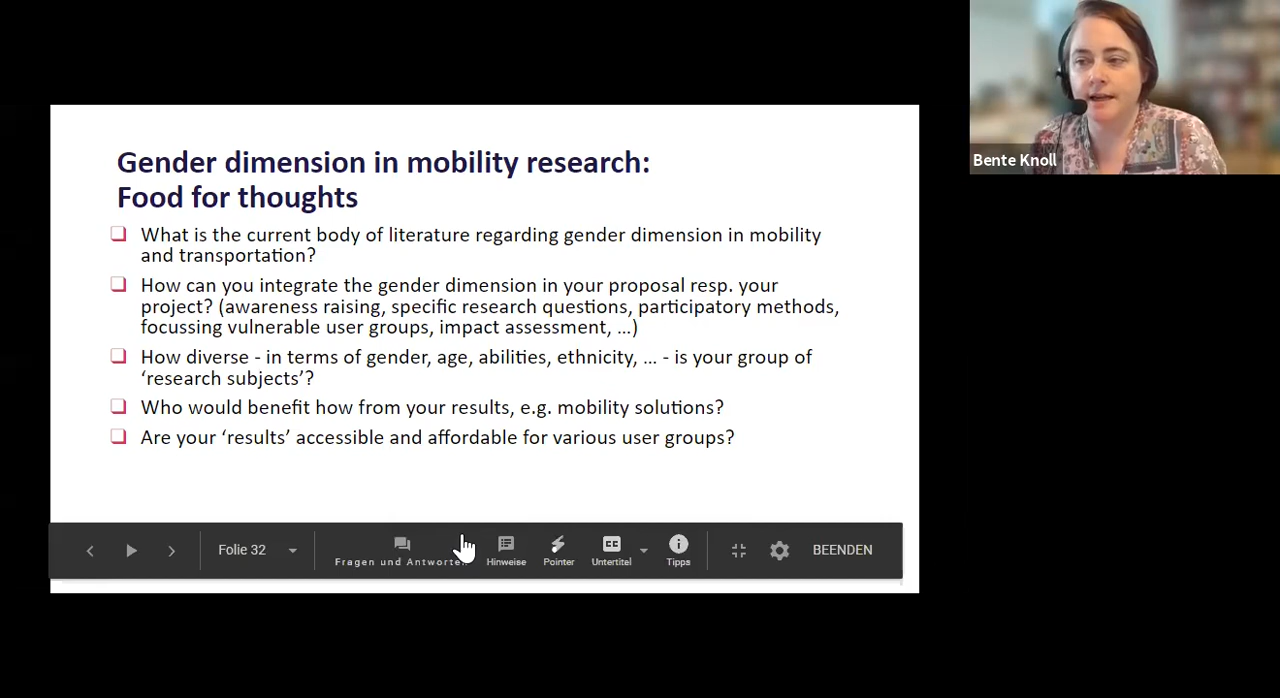 Gender dimension in mobility research:
Food for thoughts
What is the current body of literature regarding gender dimension in mobility
and transportation?
How can you integrate the gender dimension in your proposal resp. your
project? (awareness raising, specific research questions, participatory methods,
focussing vulnerable user groups, impact assessment, ...)
How diverse - in terms of gender, age, abilities, ethnicity, ... - is your group of
‘research subjects’?
Who would benefit how from your results, e.g. mobility solutions?
Are your ‘results’ accessible and affordable for various user groups?
Folie 32
Fragen und Antworten
Hinweise
Pointer
CC
Untertitel
Tipps
BEENDEN
Bente Knoll